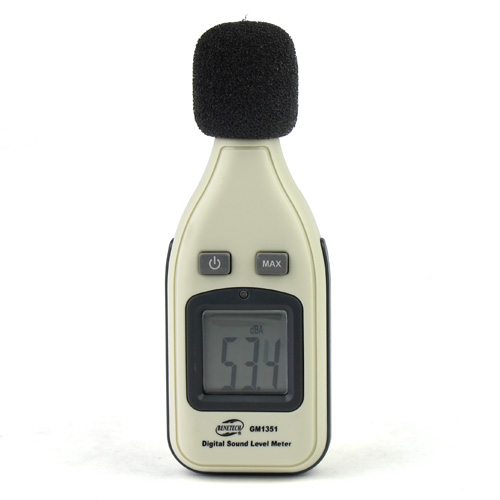 MAX
dBA
53.4
BENETECH ® GM1351
Digital Sound Level Meter